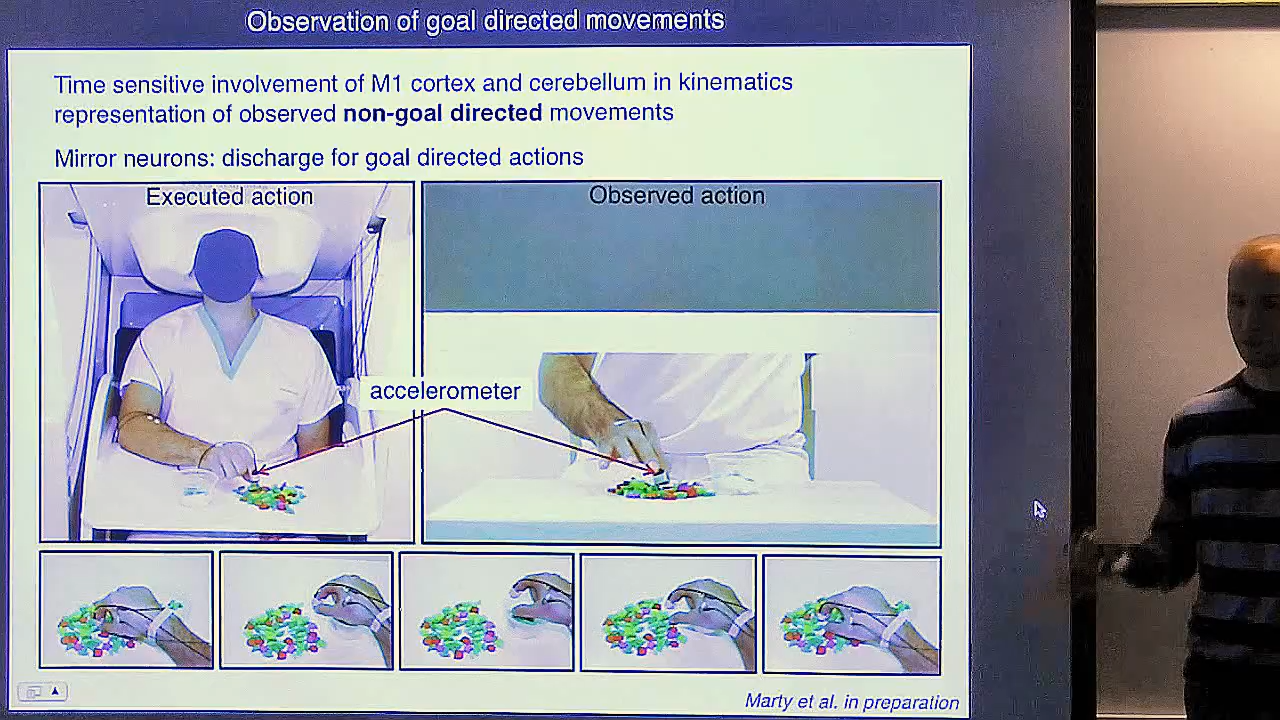 Observation of goal directed movements
Time sensitive involvement of M1 cortex and cerebellum in kinematics
representation of observed non-goal directed movements
Mirror neurons: discharge for goal directed actions
Executed action
Observed action
accelerometer
Marty et al. in preparation